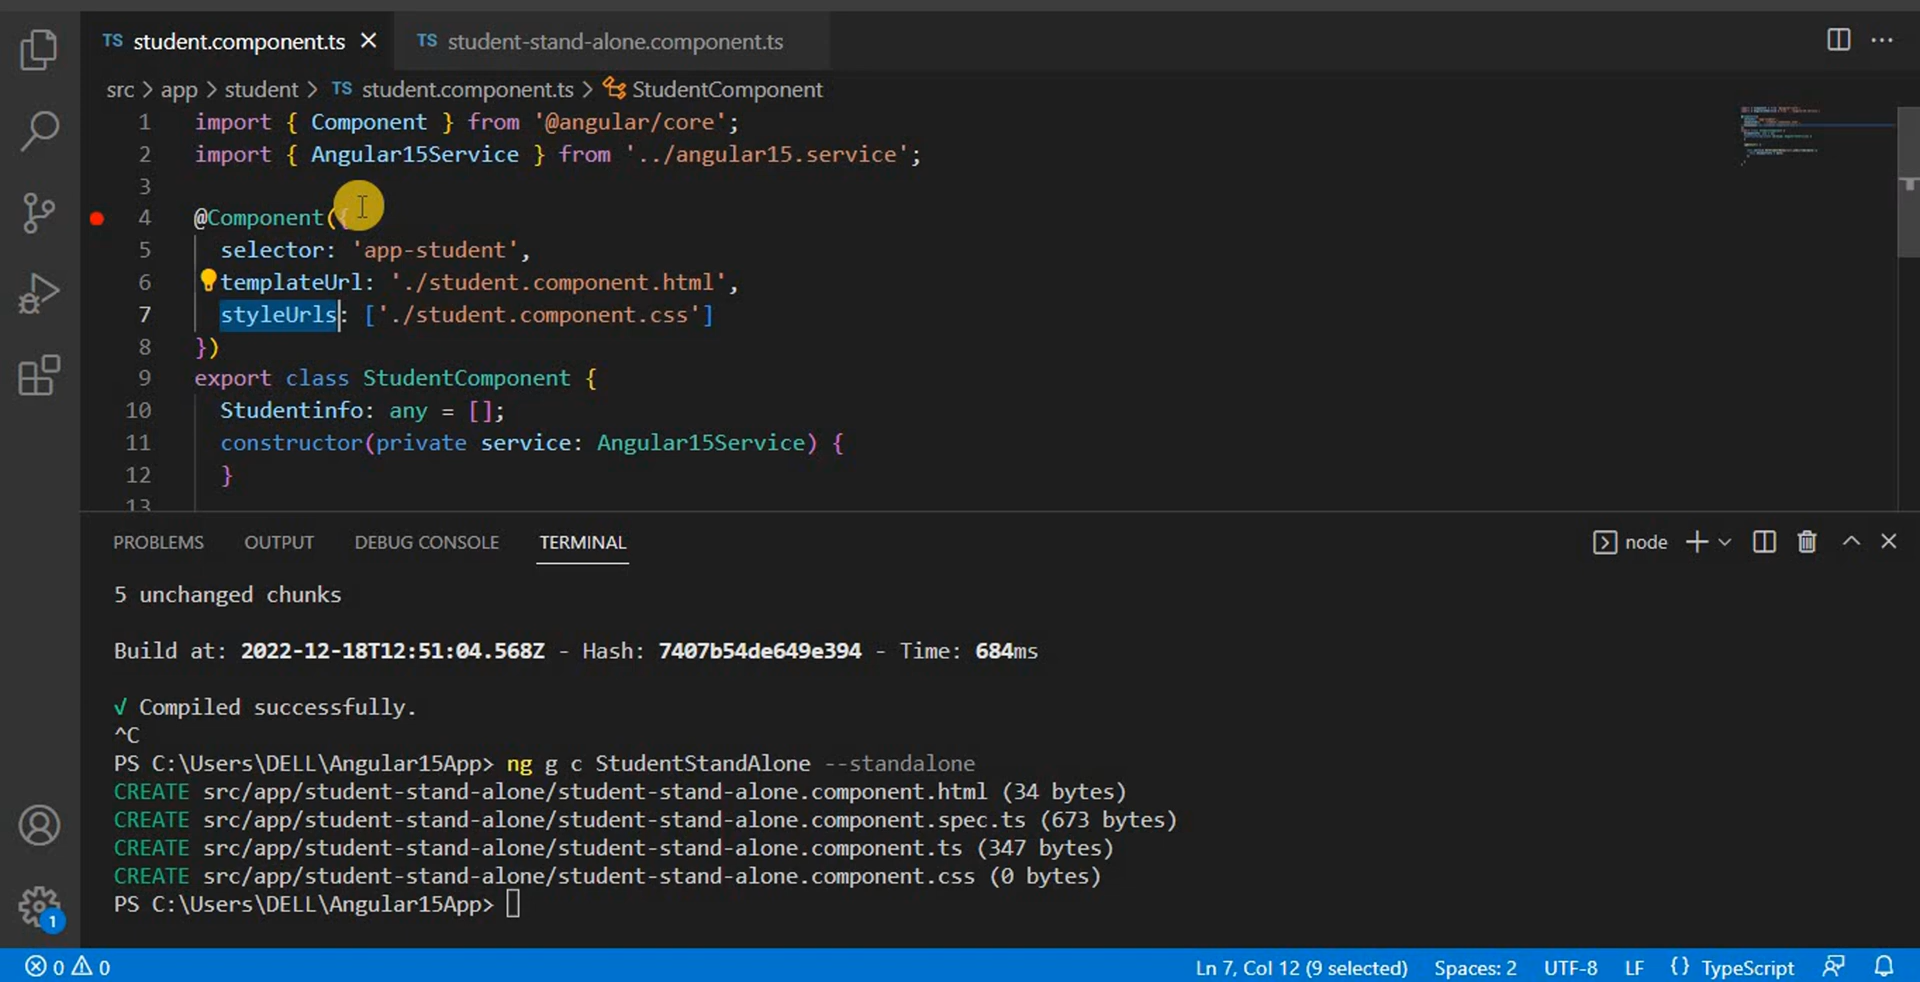 TS student.component.ts × TS student-stand-alone.component.ts ···
src > app > student > TS student.component.ts > StudentComponent
1 import { Component } from '@angular/core';
2 import { Angular15Service } from '../angular15.service';
3
4 @Component({
5 selector: 'app-student',
6 templateUrl: './student.component.html',
7 styleUrls: ['./student.component.css']
8 })
9 export class StudentComponent {
10 Studentinfo: any = [];
11 constructor(private service: Angular15Service) {
12 }
13
PROBLEMS OUTPUT DEBUG CONSOLE TERMINAL node
5 unchanged chunks
Build at: 2022-12-18T12:51:04.568Z - Hash: 7407b54de649e394 - Time: 684ms
√ Compiled successfully.
^C
PS C:\Users\DELL\Angular15App> ng g c StudentStandAlone --standalone
CREATE src/app/student-stand-alone/student-stand-alone.component.html (34 bytes)
CREATE src/app/student-stand-alone/student-stand-alone.component.spec.ts (673 bytes)
CREATE src/app/student-stand-alone/student-stand-alone.component.ts (347 bytes)
CREATE src/app/student-stand-alone/student-stand-alone.component.css (0 bytes)
PS C:\Users\DELL\Angular15App>
1
0 0 Ln 7, Col 12 (9 selected) Spaces: 2 UTF-8 LF {} TypeScript